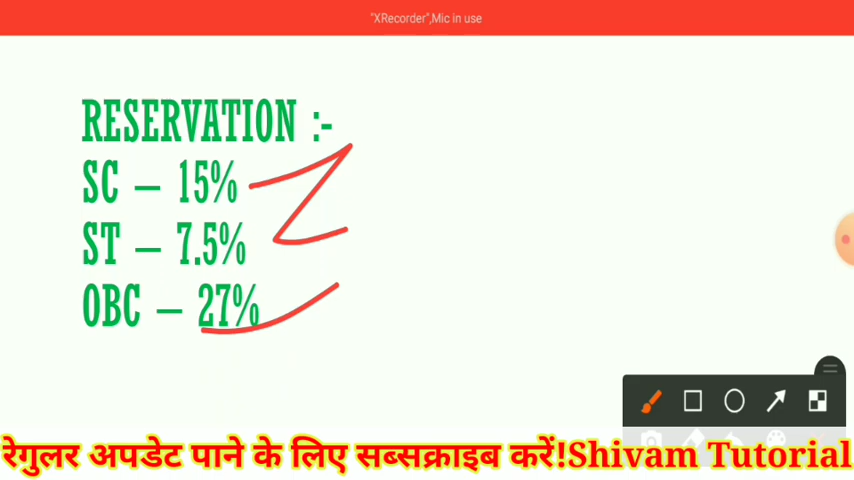 "XRecorder",Mic in use
RESERVATION :-
SC – 15%
ST – 7.5%
OBC – 27%
रेगुलर अपडेट पाने के लिए सब्सक्राइब करें!Shivam Tutorial